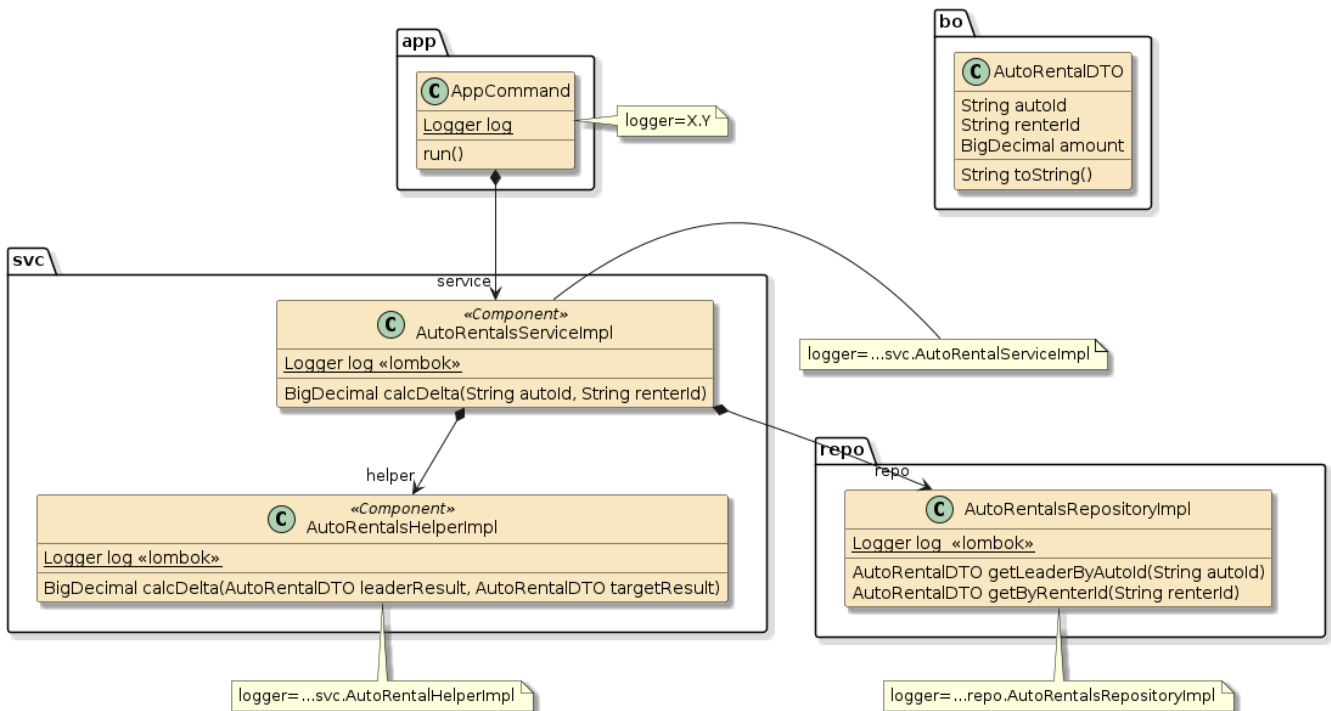 app
C AppCommand
Logger log
run()
logger=X.Y
bo
C AutoRentalDTO
String autoId
String renterId
BigDecimal amount
String toString()
svc
service
C «Component»
AutoRentalsServiceImpl
Logger log «lombok»
BigDecimal calcDelta(String autoId, String renterId)
logger=...svc.AutoRentalServiceImpl
helper
C «Component»
AutoRentalsHelperImpl
Logger log «lombok»
BigDecimal calcDelta(AutoRentalDTO leaderResult, AutoRentalDTO targetResult)
logger=...svc.AutoRentalHelperImpl
repo
repo
C AutoRentalsRepositoryImpl
Logger log «lombok»
AutoRentalDTO getLeaderByAutoId(String autoId)
AutoRentalDTO getByRenterId(String renterId)
logger=...repo.AutoRentalsRepositoryImpl